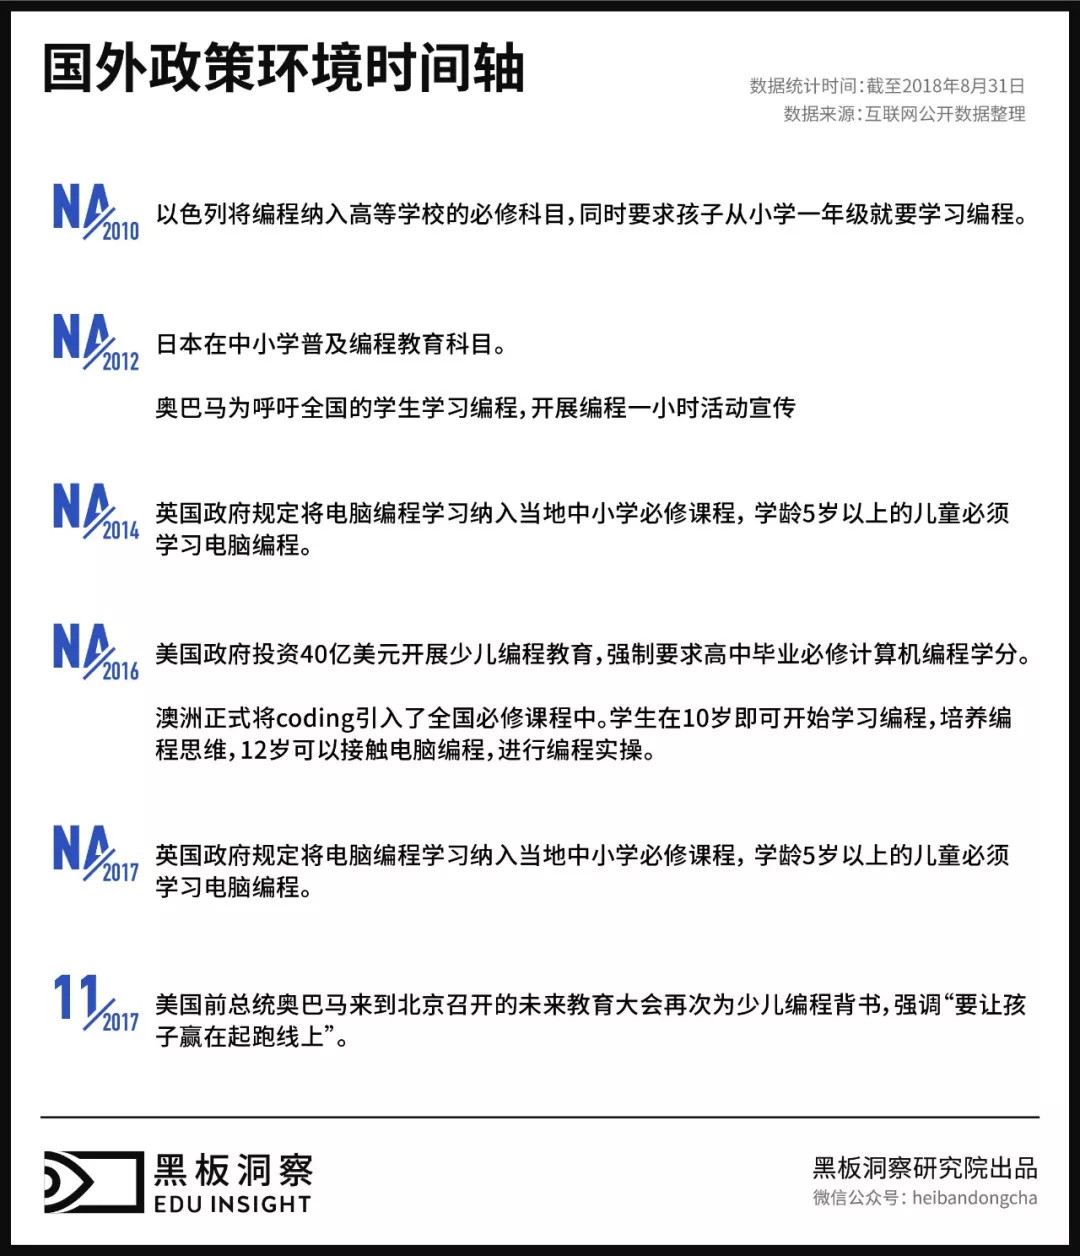 国外政策环境时间轴
数据统计时间：截至2018年8月31日
数据来源：互联网公开数据整理
NA/2010
以色列将编程纳入高等学校的必修科目，同时要求孩子从小学一年级就要学习编程。
NA/2012
日本在中小学普及编程教育科目。
奥巴马为呼吁全国的学生学习编程，开展编程一小时活动宣传
NA/2014
英国政府规定将电脑编程学习纳入当地中小学必修课程， 学龄5岁以上的儿童必须
学习电脑编程。
NA/2016
美国政府投资40亿美元开展少儿编程教育，强制要求高中毕业必修计算机编程学分。
澳洲正式将coding引入了全国必修课程中。学生在10岁即可开始学习编程，培养编
程思维，12岁可以接触电脑编程，进行编程实操。
NA/2017
英国政府规定将电脑编程学习纳入当地中小学必修课程， 学龄5岁以上的儿童必须
学习电脑编程。
11/2017
美国前总统奥巴马来到北京召开的未来教育大会再次为少儿编程背书，强调“要让孩
子赢在起跑线上”。
黑板洞察
EDU INSIGHT
黑板洞察研究院出品
微信公众号： heibandongcha